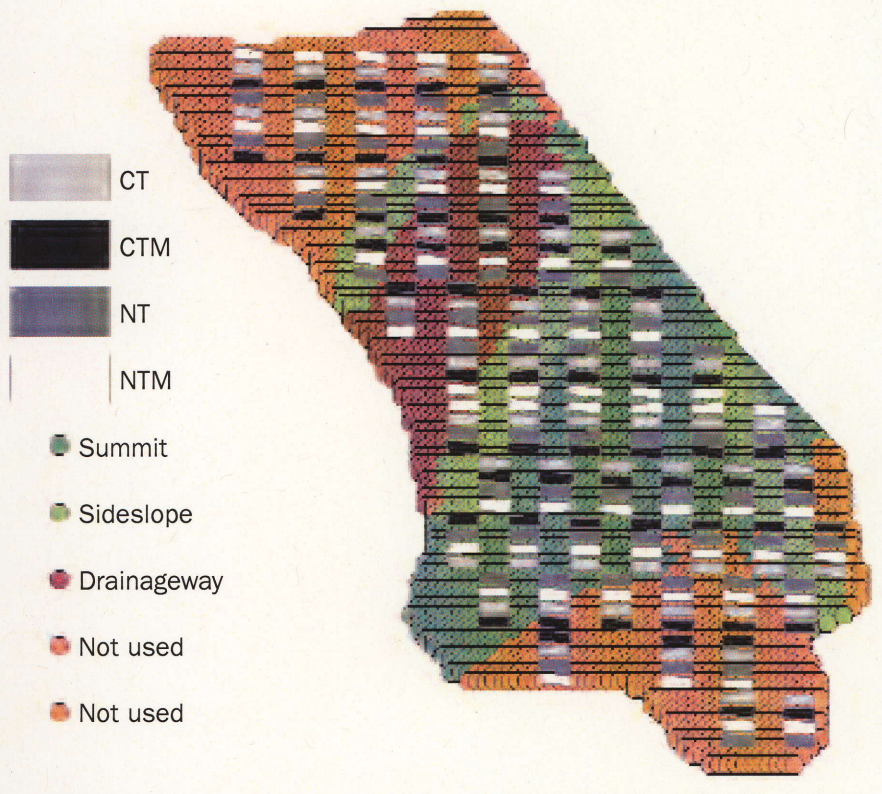 CT
CTM
NT
NTM
Summit
Sideslope
Drainageway
Not used
Not used